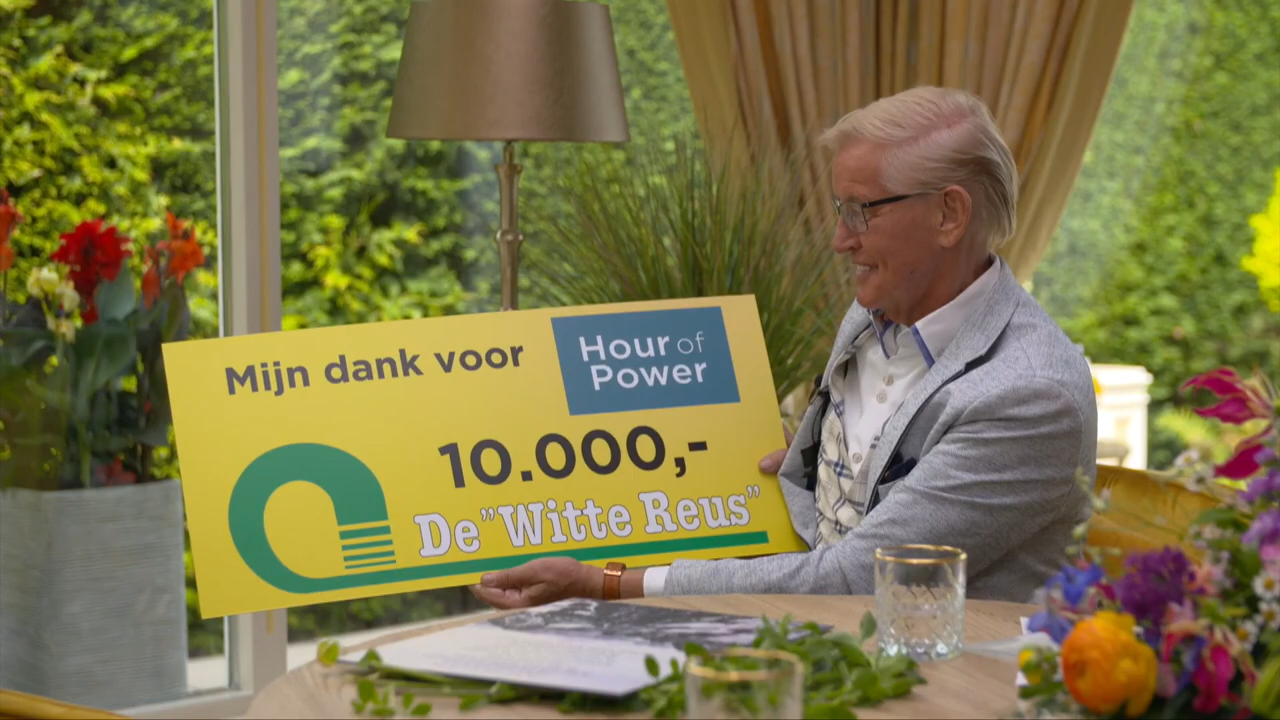 Mijn dank voor
Hour of
Power
10.000,-
De "Witte Reus"